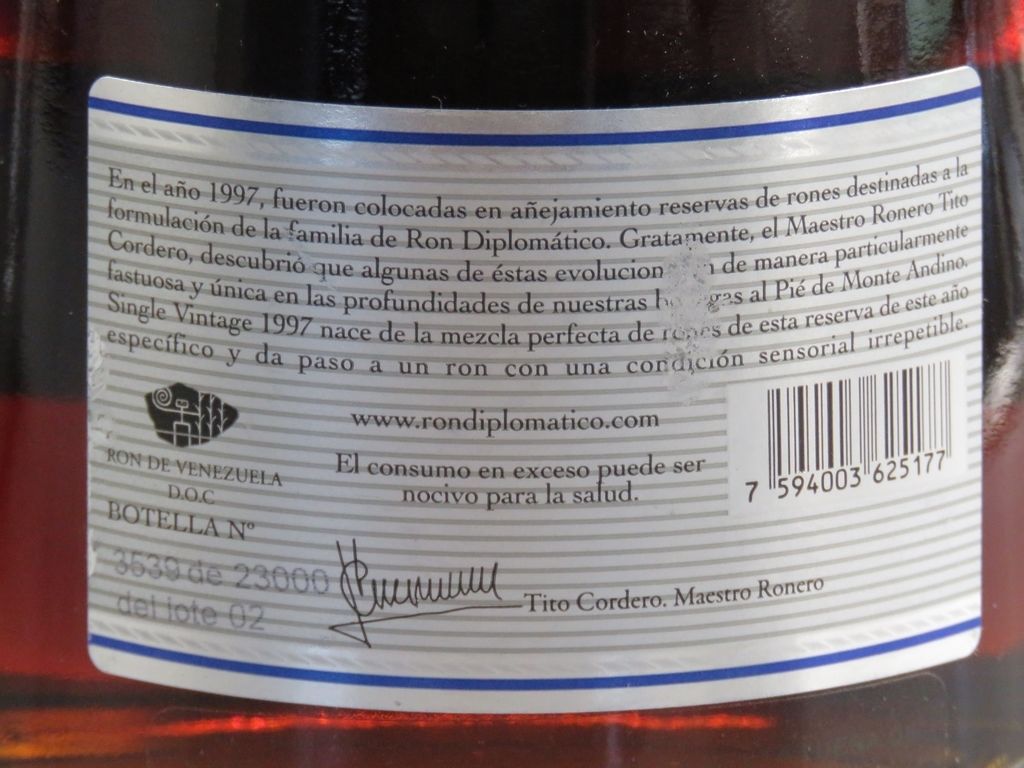 En el año 1997, fueron colocadas en añejamiento reservas de rones destinadas a la
formulación de la familia de Ron Diplomático. Gratamente, el Maestro Ronero Tito
Cordero, descubrió que algunas de éstas de manera particularmente
fastuosa y única en las profundidades de nuestras al Pié de Monte Andino.
Single Vintage 1997 nace de la mezcla perfecta de rones de esta reserva de este año
específico y da paso a un ron con una condición sensorial irrepetible.
www.rondiplomatico.com
RON DE VENEZUELA
D.O.C
El consumo en exceso puede ser
nocivo para la salud.
7 594003 625177
BOTELLA Nº
3539 de 23000
del lote 02
Tito Cordero. Maestro Ronero